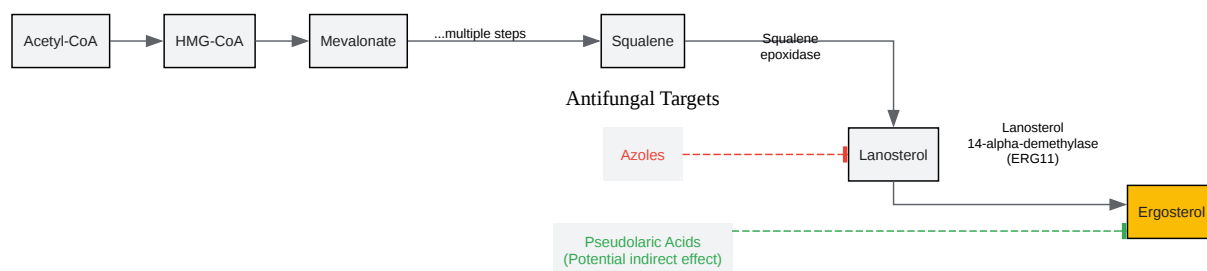 Acetyl-CoA
HMG-CoA
Mevalonate
...multiple steps
Squalene
Squalene
epoxidase
Antifungal Targets
Azoles
Lanosterol
Lanosterol
14-alpha-demethylase
(ERG11)
Ergosterol
Pseudolaric Acids
(Potential indirect effect)